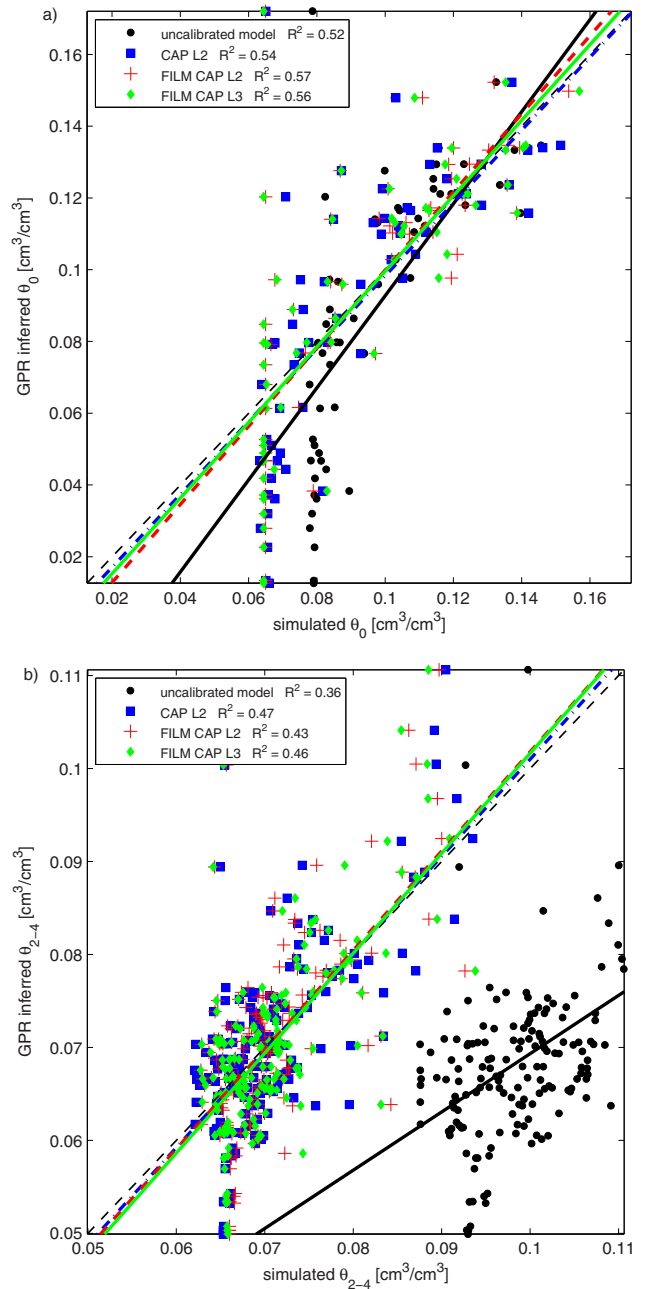 a)
uncalibrated model R² = 0.52
CAP L2 R² = 0.54
FILM CAP L2 R² = 0.57
FILM CAP L3 R² = 0.56
0.16
0.14
0.12
0.1
0.08
0.06
0.04
0.02
GPR inferred θ₀ [cm³/cm³]
0.02 0.04 0.06 0.08 0.1 0.12 0.14 0.16
simulated θ₀ [cm³/cm³]
b)
uncalibrated model R² = 0.36
CAP L2 R² = 0.47
FILM CAP L2 R² = 0.43
FILM CAP L3 R² = 0.46
0.11
0.1
0.09
0.08
0.07
0.06
0.05
GPR inferred θ₂₋₄ [cm³/cm³]
0.05 0.06 0.07 0.08 0.09 0.1 0.11
simulated θ₂₋₄ [cm³/cm³]